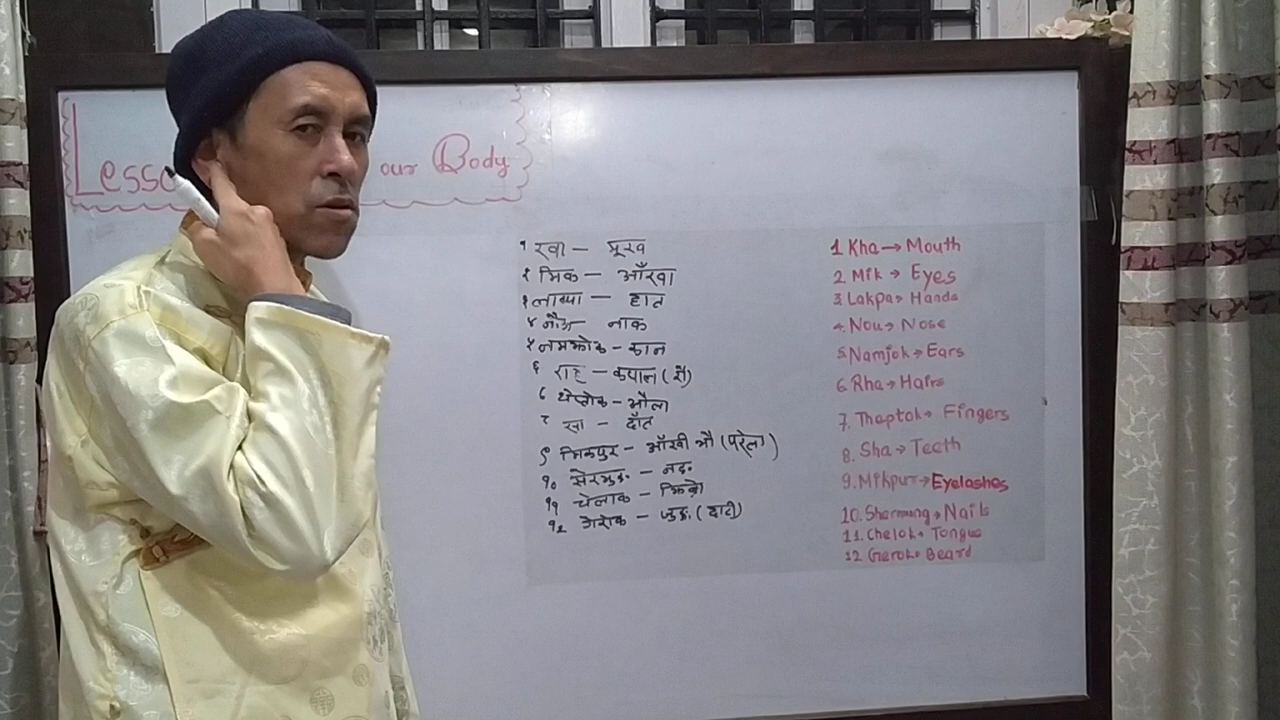 Lesso our Body
१ खा — मूख
२ मिक — आँखा
३ लाक्पा — हात
४ नौः — नाक
५ नमझोक — कान
६ राह — कपाल (रौं)
७ थेप्तोक — औंला
८ सा — दाँत
९ मिकपुर — आँखी भौ (परेला)
१० सेरमुङ — नङ
११ चेलाक — जिब्रो
१२ गेरोक — जुङ्गा (दारी)
1 Kha → Mouth
2. Mik → Eyes
3. Lakpa → Hands
4. Nou → Nose
5. Namjok → Ears
6. Rha → Hairs
7. Thaptok → Fingers
8. Sha → Teeth
9. Mikpur → Eyelashes
10. Shermung → Nails
11. Chelok → Tongue
12 Gerok → Beard